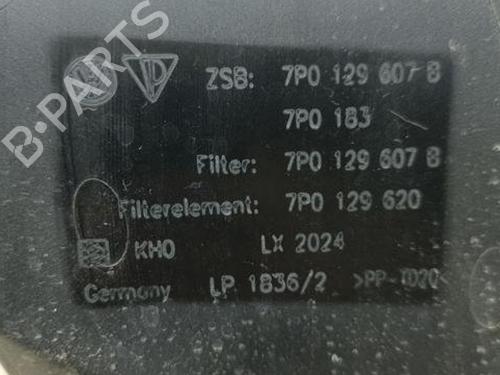 B-PARTS
ZSB: 7P0 129 607 B
7P0 183
Filter: 7P0 129 607 B
Filterelement: 7P0 129 620
KHO LX 2024
Germany LP 1836/2 >PP-TD20<